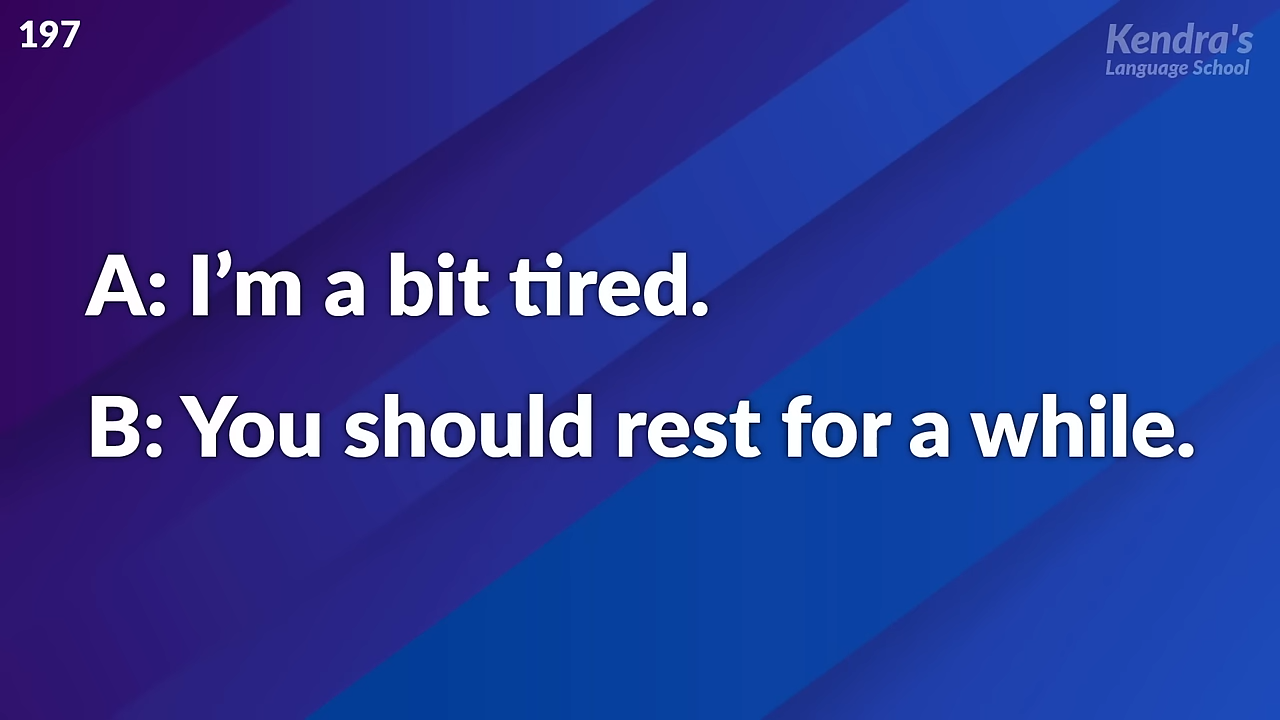 197
Kendra's
Language School
A: I’m a bit tired.
B: You should rest for a while.